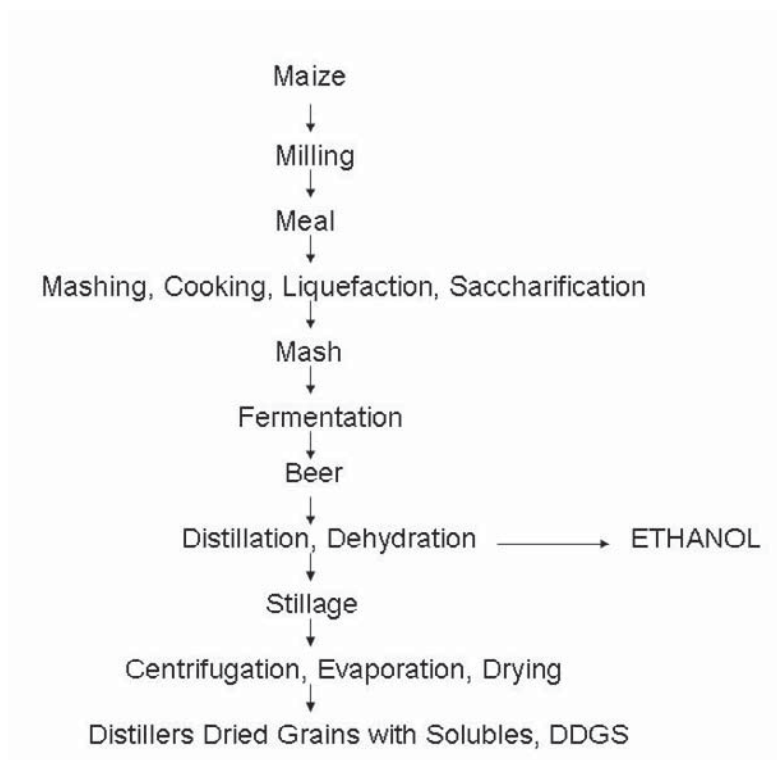 Maize
Milling
Meal
Mashing, Cooking, Liquefaction, Saccharification
Mash
Fermentation
Beer
Distillation, Dehydration ETHANOL
Stillage
Centrifugation, Evaporation, Drying
Distillers Dried Grains with Solubles, DDGS